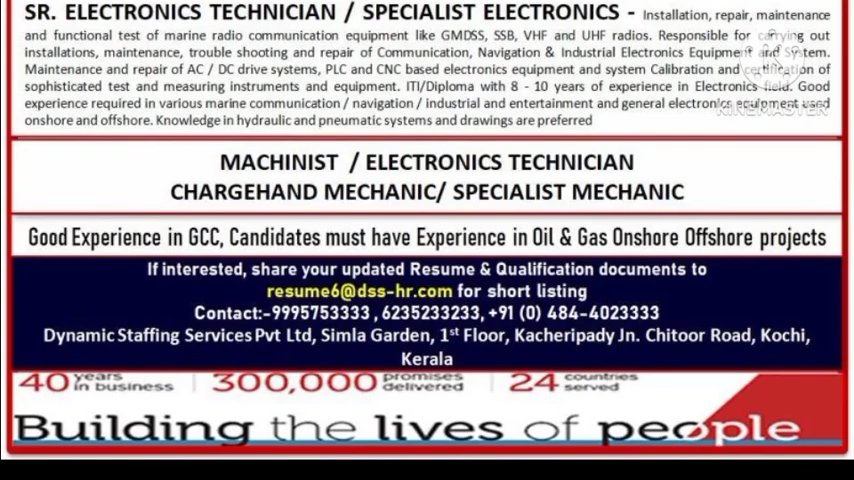 SR. ELECTRONICS TECHNICIAN / SPECIALIST ELECTRONICS - Installation, repair, maintenance
and functional test of marine radio communication equipment like GMDSS, SSB, VHF and UHF radios. Responsible for carrying out
installations, maintenance, trouble shooting and repair of Communication, Navigation & Industrial Electronics Equipment and System.
Maintenance and repair of AC / DC drive systems, PLC and CNC based electronics equipment and system Calibration and certification of
sophisticated test and measuring instruments and equipment. ITI/Diploma with 8 - 10 years of experience in Electronics field. Good
experience required in various marine communication / navigation / industrial and entertainment and general electronics equipment used
onshore and offshore. Knowledge in hydraulic and pneumatic systems and drawings are preferred
KINEMASTER
MACHINIST / ELECTRONICS TECHNICIAN
CHARGEHAND MECHANIC/ SPECIALIST MECHANIC
Good Experience in GCC, Candidates must have Experience in Oil & Gas Onshore Offshore projects
If interested, share your updated Resume & Qualification documents to
resume6@dss-hr.com for short listing
Contact:-9995753333 , 6235233233, +91 (0) 484-4023333
Dynamic Staffing Services Pvt Ltd, Simla Garden, 1st Floor, Kacheripady Jn. Chitoor Road, Kochi,
Kerala
40 years in business | 300,000 promises delivered | 24 countries served
Building the lives of people